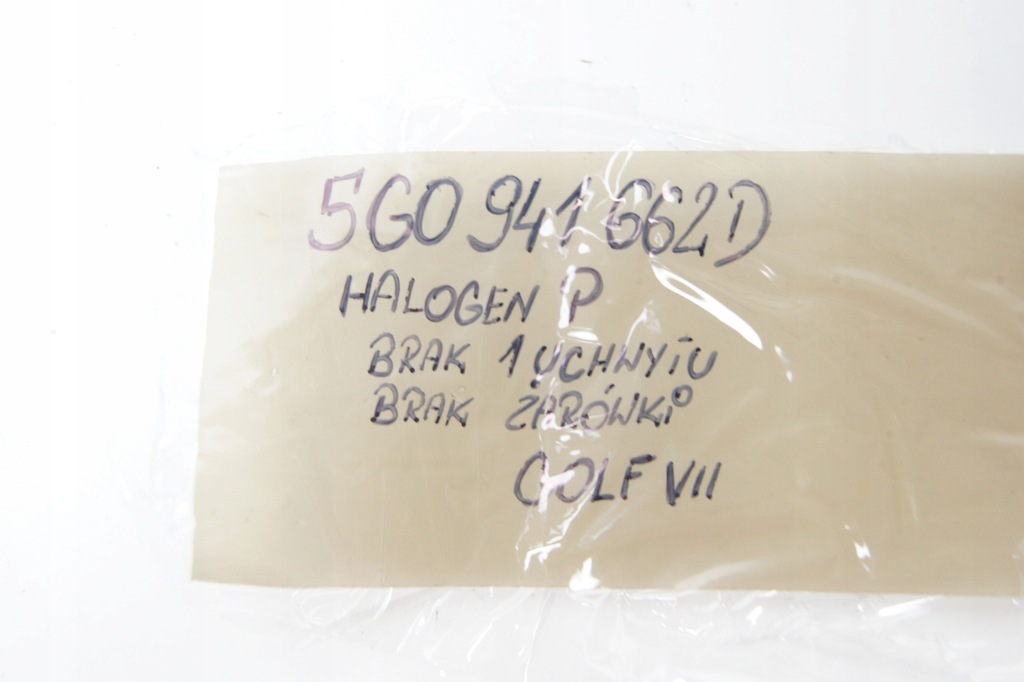 5G0 941 662D
HALOGEN P
BRAK 1 UCHWYTU
BRAK ŻARÓWKI
GOLF VII